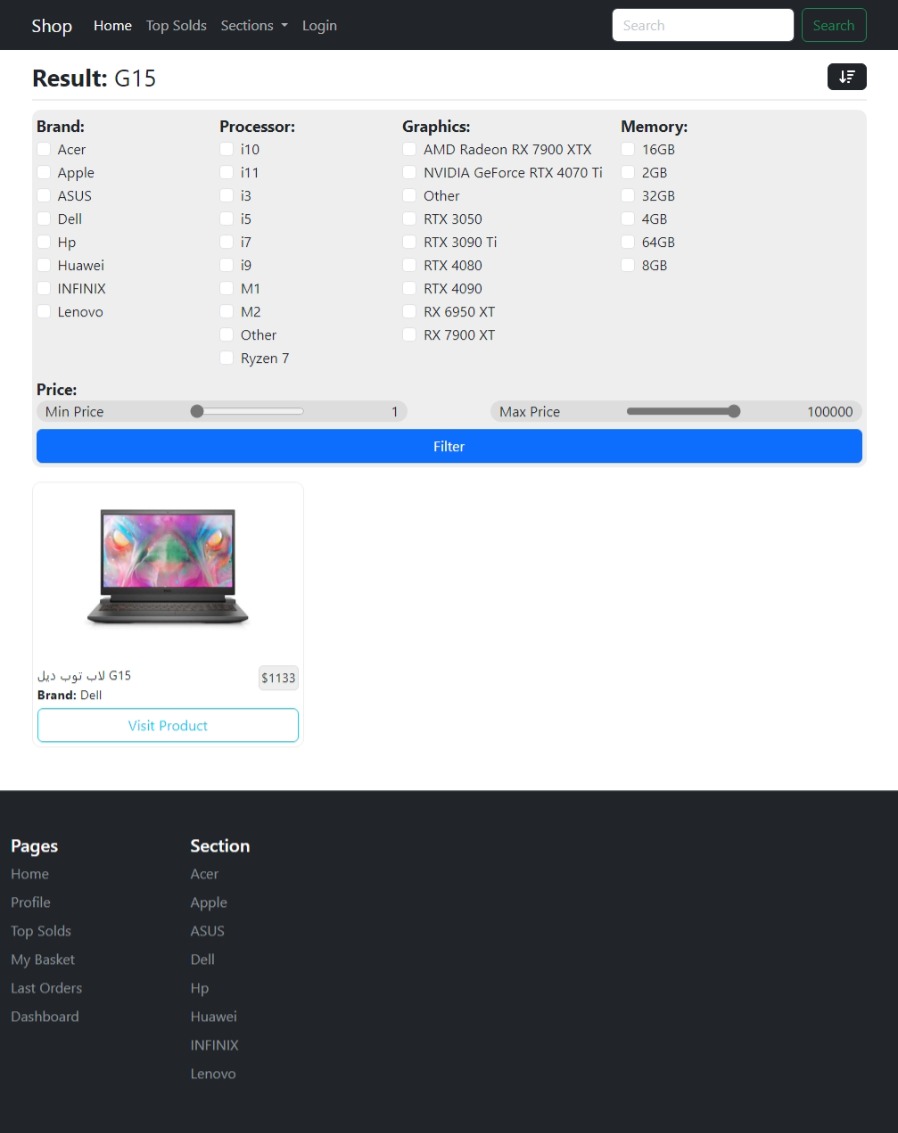 Shop Home Top Solds Sections Login Search Search
Result: G15
Brand:
Acer
Apple
ASUS
Dell
Hp
Huawei
INFINIX
Lenovo
Processor:
i10
i11
i3
i5
i7
i9
M1
M2
Other
Ryzen 7
Graphics:
AMD Radeon RX 7900 XTX
NVIDIA GeForce RTX 4070 Ti
Other
RTX 3050
RTX 3090 Ti
RTX 4080
RTX 4090
RX 6950 XT
RX 7900 XT
Memory:
16GB
2GB
32GB
4GB
64GB
8GB
Price:
Min Price 1 Max Price 100000
Filter
لاب توب ديل G15
$1133
Brand: Dell
Visit Product
Pages
Home
Profile
Top Solds
My Basket
Last Orders
Dashboard
Section
Acer
Apple
ASUS
Dell
Hp
Huawei
INFINIX
Lenovo